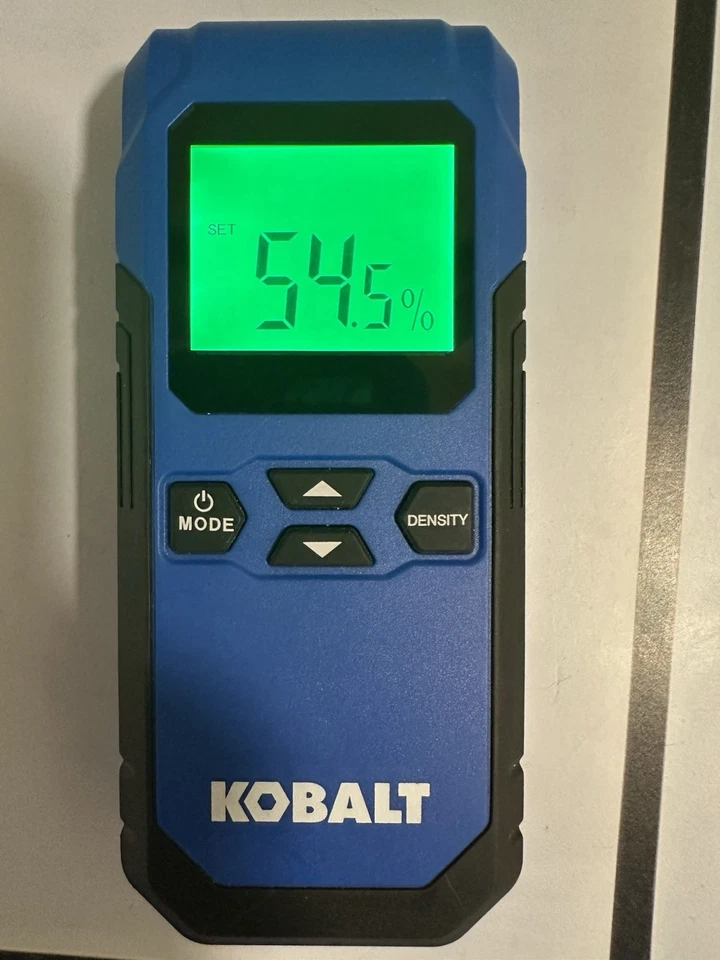 SET
54.5%
MODE
DENSITY
KOBALT